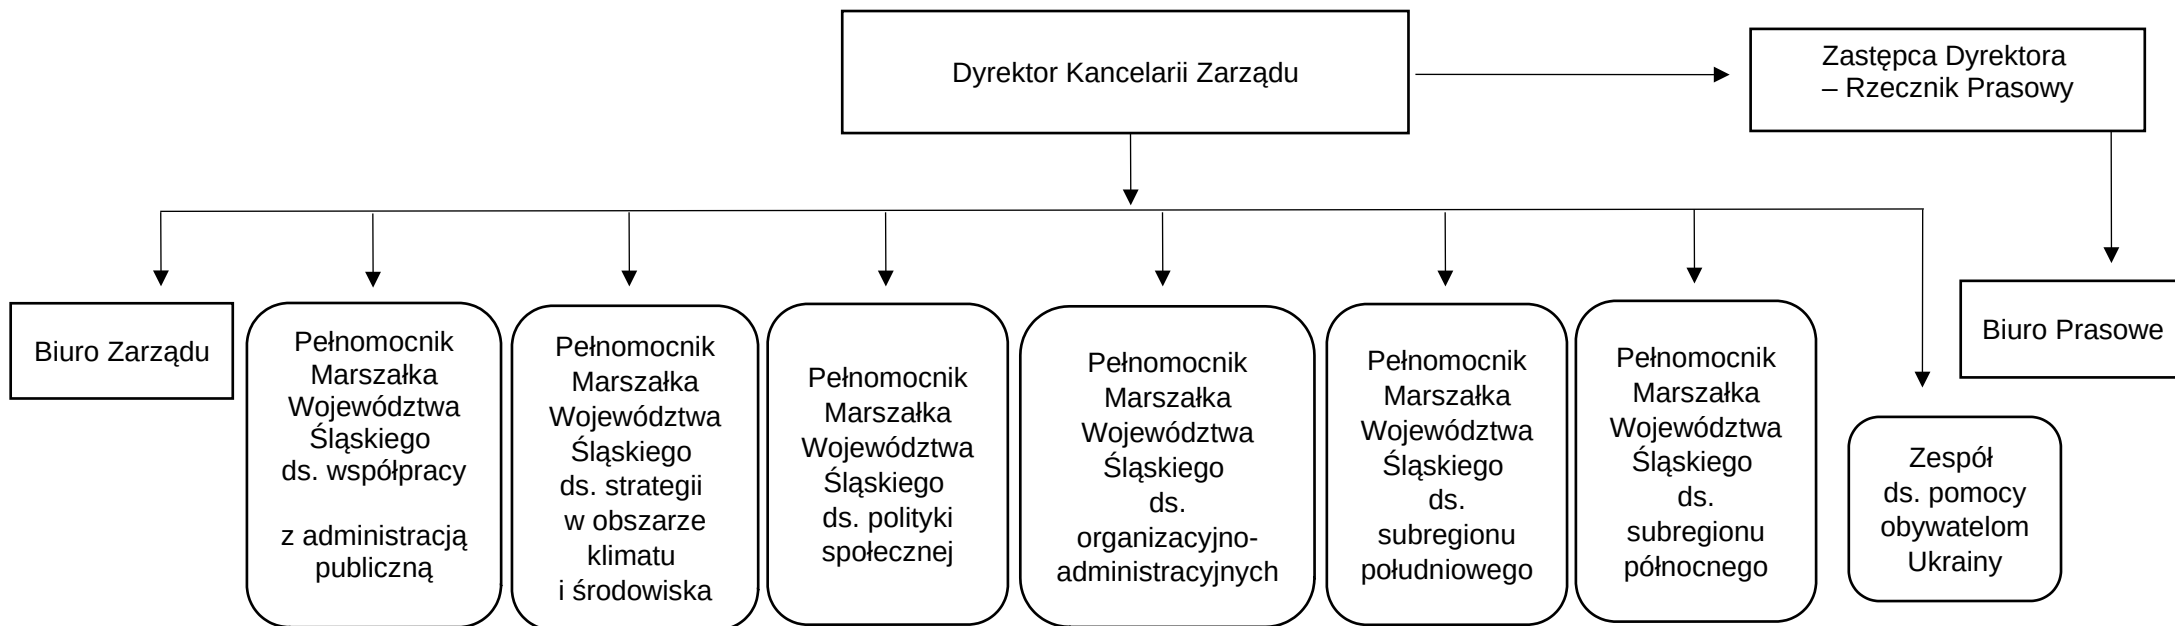 Dyrektor Kancelarii Zarządu
Zastępca Dyrektora
– Rzecznik Prasowy
Biuro Zarządu
Pełnomocnik
Marszałka
Województwa
Śląskiego
ds. współpracy
z administracją
publiczną
Pełnomocnik
Marszałka
Województwa
Śląskiego
ds. strategii
w obszarze
klimatu
i środowiska
Pełnomocnik
Marszałka
Województwa
Śląskiego
ds. polityki
społecznej
Pełnomocnik
Marszałka
Województwa
Śląskiego
ds.
organizacyjno-
administracyjnych
Pełnomocnik
Marszałka
Województwa
Śląskiego
ds.
subregionu
południowego
Pełnomocnik
Marszałka
Województwa
Śląskiego
ds.
subregionu
północnego
Zespół
ds. pomocy
obywatelom
Ukrainy
Biuro Prasowe